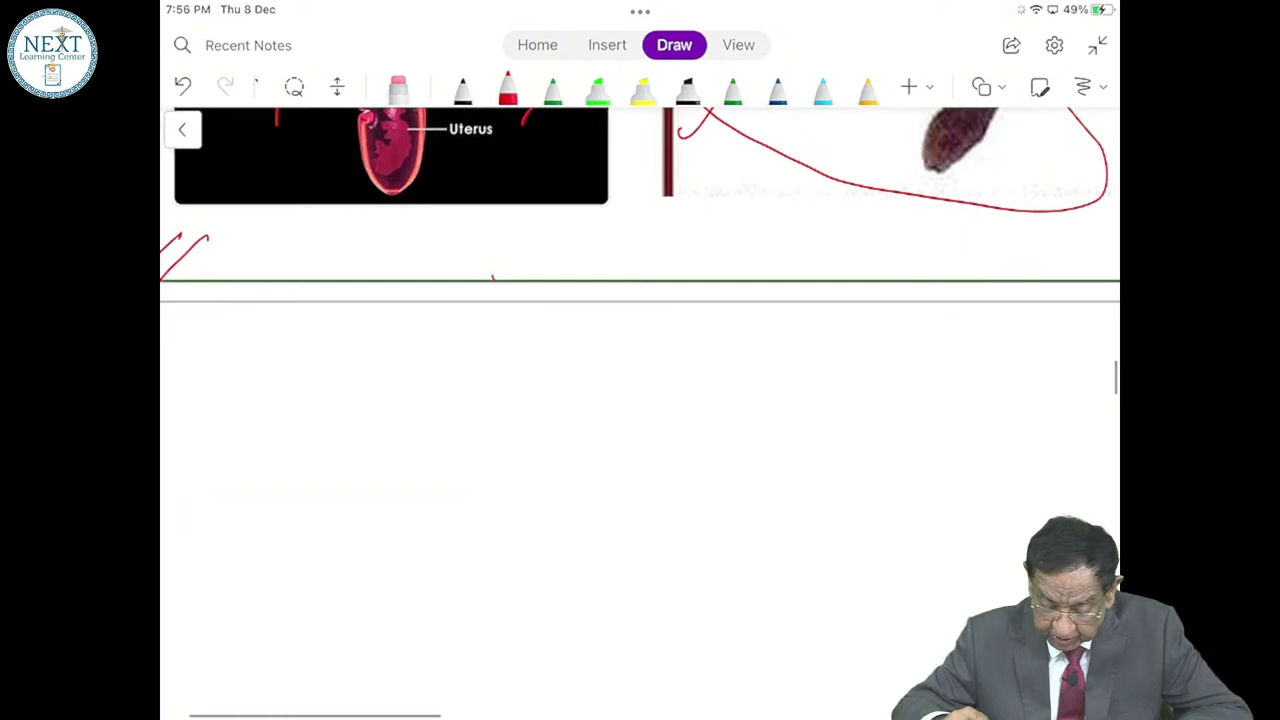 7:56 PM Thu 8 Dec
49%
NEXT
Learning Center
Recent Notes
Home Insert Draw View
Uterus